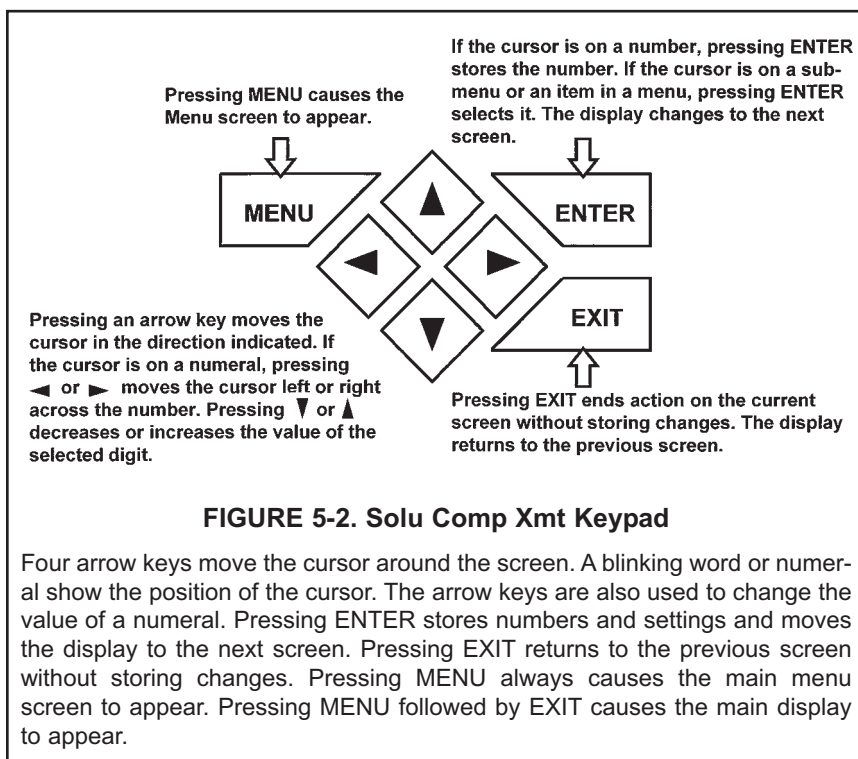 If the cursor is on a number, pressing ENTER
stores the number. If the cursor is on a sub-
menu or an item in a menu, pressing ENTER
selects it. The display changes to the next
screen.
Pressing MENU causes the
Menu screen to appear.
MENU
ENTER
EXIT
Pressing an arrow key moves the
cursor in the direction indicated. If
the cursor is on a numeral, pressing
◄ or ► moves the cursor left or right
across the number. Pressing ▼ or ▲
decreases or increases the value of the
selected digit.
Pressing EXIT ends action on the current
screen without storing changes. The display
returns to the previous screen.
FIGURE 5-2. Solu Comp Xmt Keypad
Four arrow keys move the cursor around the screen. A blinking word or numer-
al show the position of the cursor. The arrow keys are also used to change the
value of a numeral. Pressing ENTER stores numbers and settings and moves
the display to the next screen. Pressing EXIT returns to the previous screen
without storing changes. Pressing MENU always causes the main menu
screen to appear. Pressing MENU followed by EXIT causes the main display
to appear.